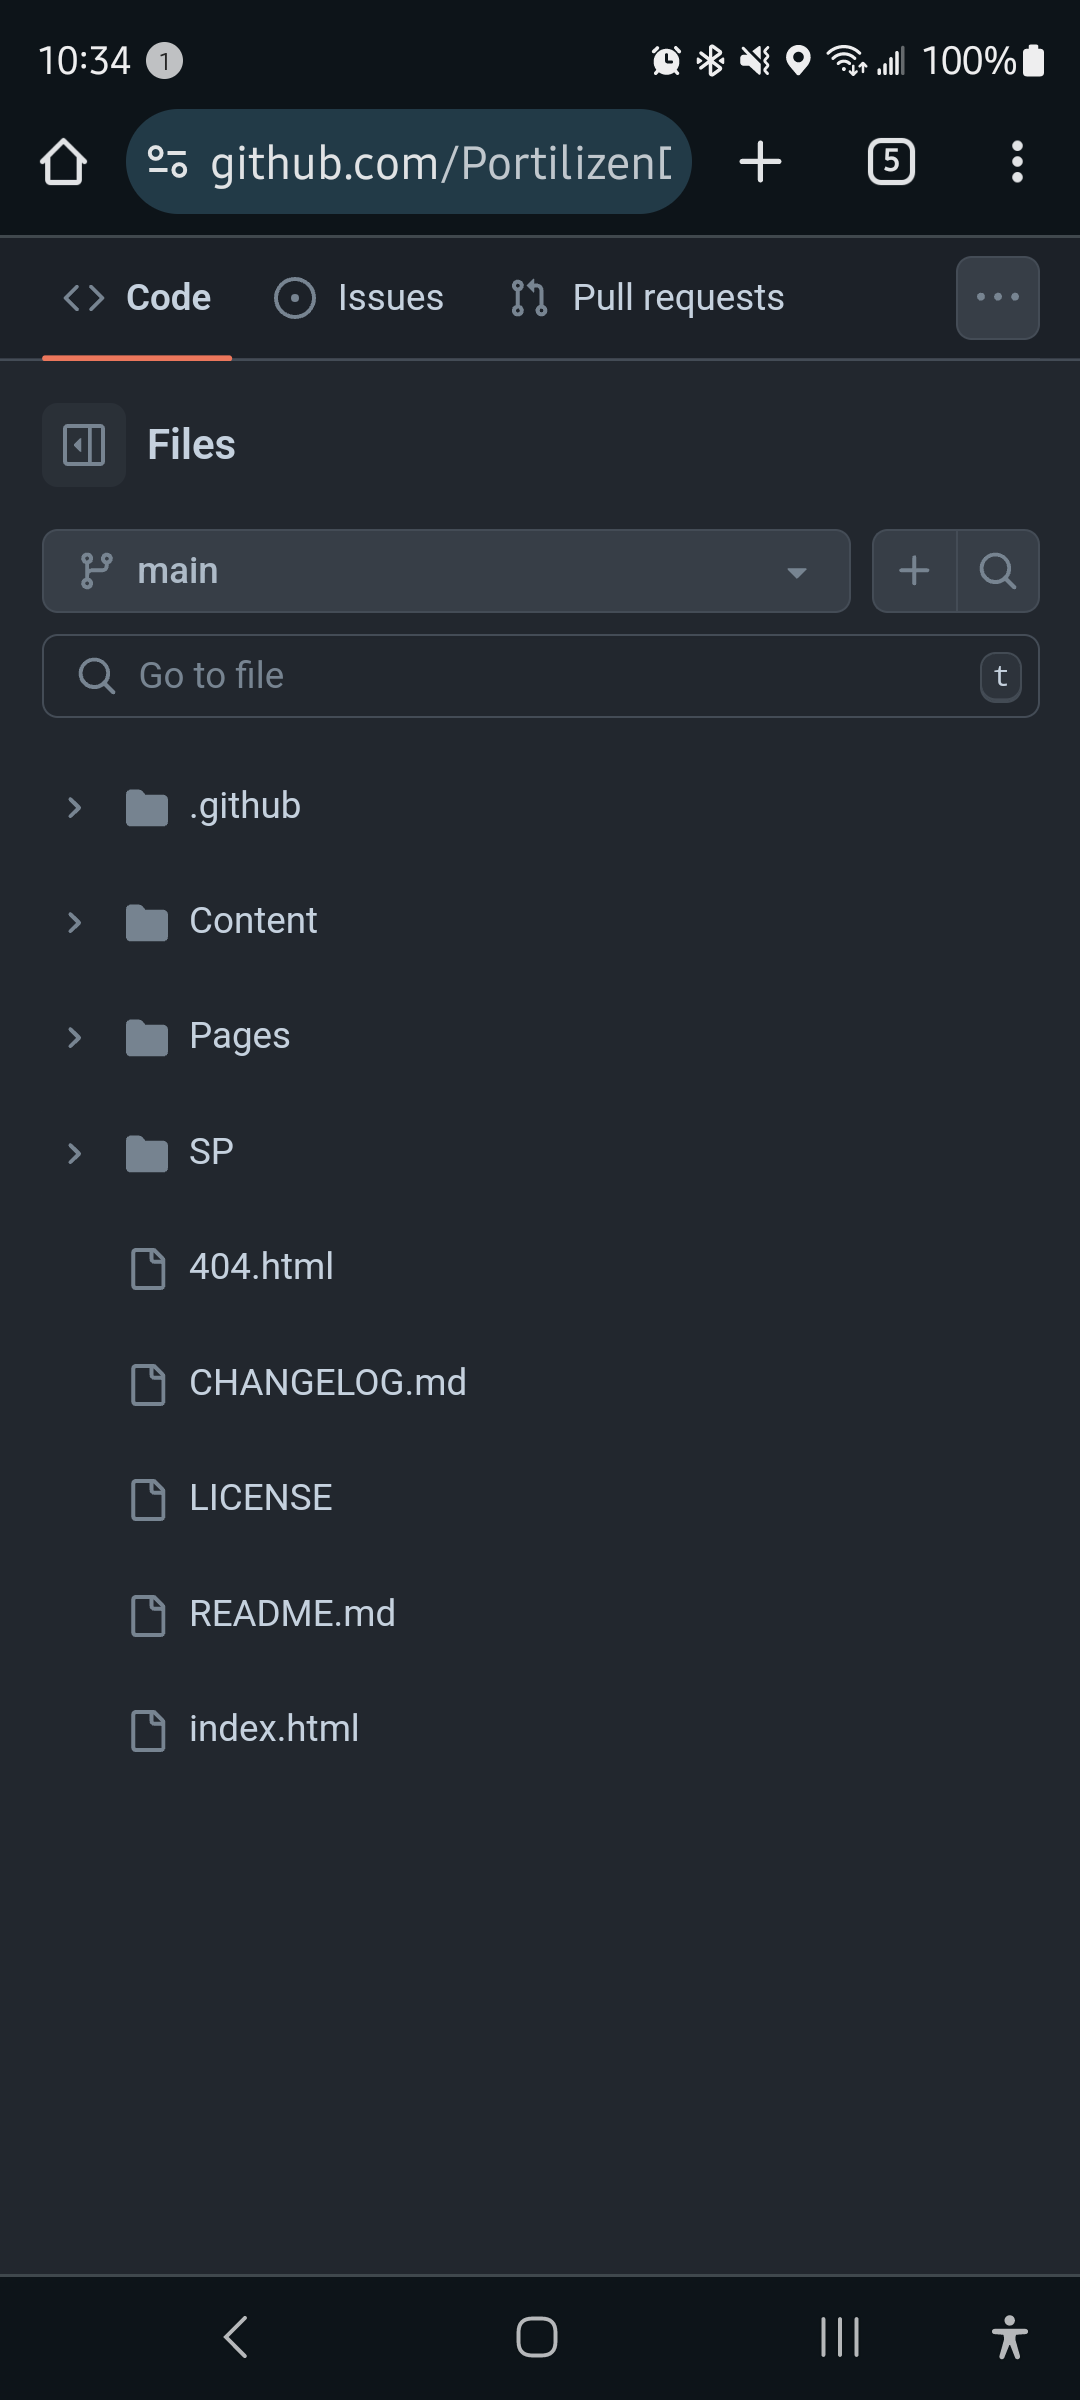 10:34 1 100%
github.com/Portilizen
5
Code Issues Pull requests
Files
main
Go to file t
.github
Content
Pages
SP
404.html
CHANGELOG.md
LICENSE
README.md
index.html